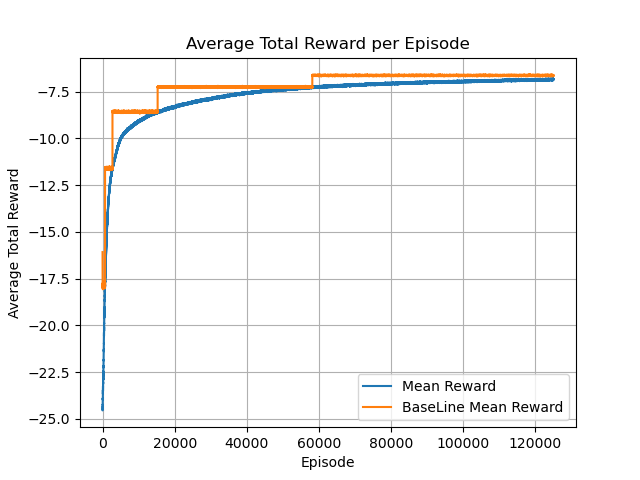 Average Total Reward per Episode
Average Total Reward
−7.5
−10.0
−12.5
−15.0
−17.5
−20.0
−22.5
−25.0
Mean Reward
BaseLine Mean Reward
0 20000 40000 60000 80000 100000 120000
Episode